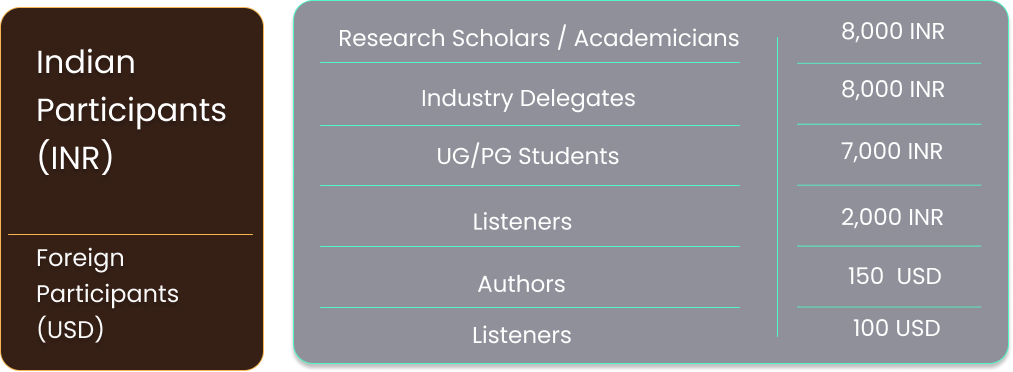 Indian
Participants
(INR)
Research Scholars / Academicians 8,000 INR
Industry Delegates 8,000 INR
UG/PG Students 7,000 INR
Listeners 2,000 INR
Foreign
Participants
(USD)
Authors 150 USD
Listeners 100 USD